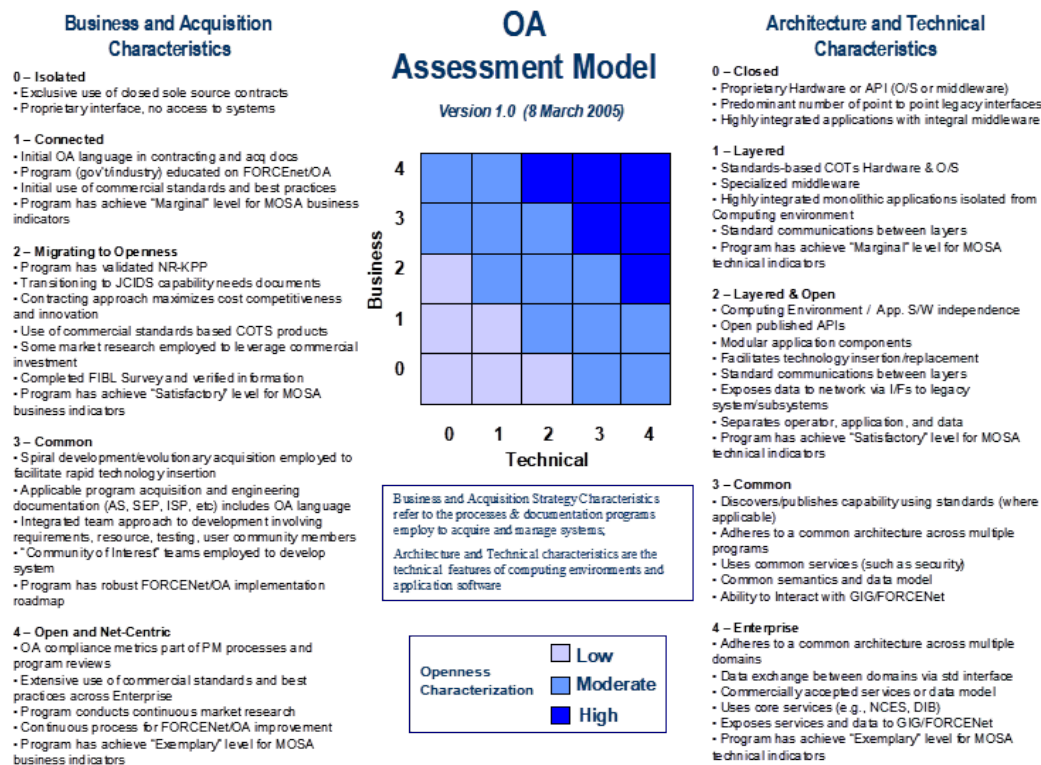 Business and Acquisition
Characteristics
0 – Isolated
• Exclusive use of closed sole source contracts
• Proprietary interface, no access to systems
1 – Connected
• Initial OA language in contracting and acq docs
• Program (gov't/industry) educated on FORCEnet/OA
• Initial use of commercial standards and best practices
• Program has achieve "Marginal" level for MOSA business
indicators
2 – Migrating to Openness
• Program has validated NR-KPP
• Transitioning to JCIDS capability needs documents
• Contracting approach maximizes cost competitiveness
and innovation
• Use of commercial standards based COTS products
• Some market research employed to leverage commercial
investment
• Completed FIBL Survey and verified information
• Program has achieve "Satisfactory" level for MOSA
business indicators
3 – Common
• Spiral development/evolutionary acquisition employed to
facilitate rapid technology insertion
• Applicable program acquisition and engineering
documentation (AS, SEP, ISP, etc) includes OA language
• Integrated team approach to development involving
requirements, resource, testing, user community members
• "Community of Interest" teams employed to develop
system
• Program has robust FORCENet/OA implementation
roadmap
4 – Open and Net-Centric
• OA compliance metrics part of PM processes and
program reviews
• Extensive use of commercial standards and best
practices across Enterprise
• Program conducts continuous market research
• Continuous process for FORCENet/OA improvement
• Program has achieve "Exemplary" level for MOSA
business indicators
OA
Assessment Model
Version 1.0 (8 March 2005)
4
3
2
1
0
Business
0 1 2 3 4
Technical
Business and Acquisition Strategy Characteristics
refer to the processes & documentation programs
employ to acquire and manage systems;
Architecture and Technical characteristics are the
technical features of computing environments and
application software
Openness
Characterization
Low
Moderate
High
Architecture and Technical
Characteristics
0 – Closed
• Proprietary Hardware or API (O/S or middleware)
• Predominant number of point to point legacy interfaces
• Highly integrated applications with integral middleware
1 – Layered
• Standards-based COTs Hardware & O/S
• Specialized middleware
• Highly integrated monolithic applications isolated from
Computing environment
• Standard communications between layers
• Program has achieve "Marginal" level for MOSA
technical indicators
2 – Layered & Open
• Computing Environment / App. S/W independence
• Open published APIs
• Modular application components
• Facilitates technology insertion/replacement
• Standard communications between layers
• Exposes data to network via I/Fs to legacy
system/subsystems
• Separates operator, application, and data
• Program has achieve "Satisfactory" level for MOSA
technical indicators
3 – Common
• Discovers/publishes capability using standards (where
applicable)
• Adheres to a common architecture across multiple
programs
• Uses common services (such as security)
• Common semantics and data model
• Ability to Interact with GIG/FORCENet
4 – Enterprise
• Adheres to a common architecture across multiple
domains
• Data exchange between domains via std interface
• Commercially accepted services or data model
• Uses core services (e.g., NCES, DIB)
• Exposes services and data to GIG/FORCENet
• Program has achieve "Exemplary" level for MOSA
technical indicators